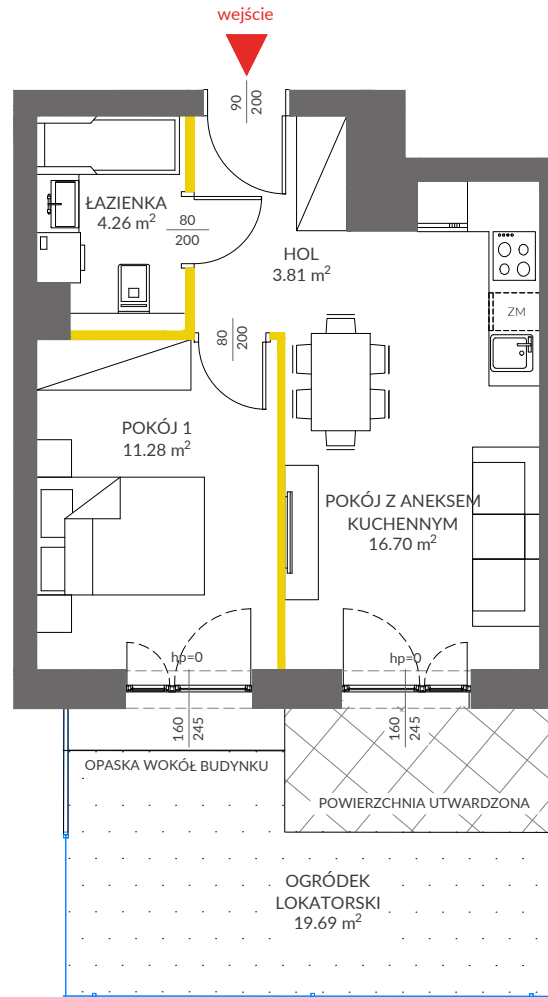 wejście
90
200
ŁAZIENKA
4.26 m²
80
200
HOL
3.81 m²
ZM
80
200
POKÓJ 1
11.28 m²
POKÓJ Z ANEKSEM
KUCHENNYM
16.70 m²
hp=0
hp=0
160
245
160
245
OPASKA WOKÓŁ BUDYNKU
POWIERZCHNIA UTWARDZONA
OGRÓDEK
LOKATORSKI
19.69 m²